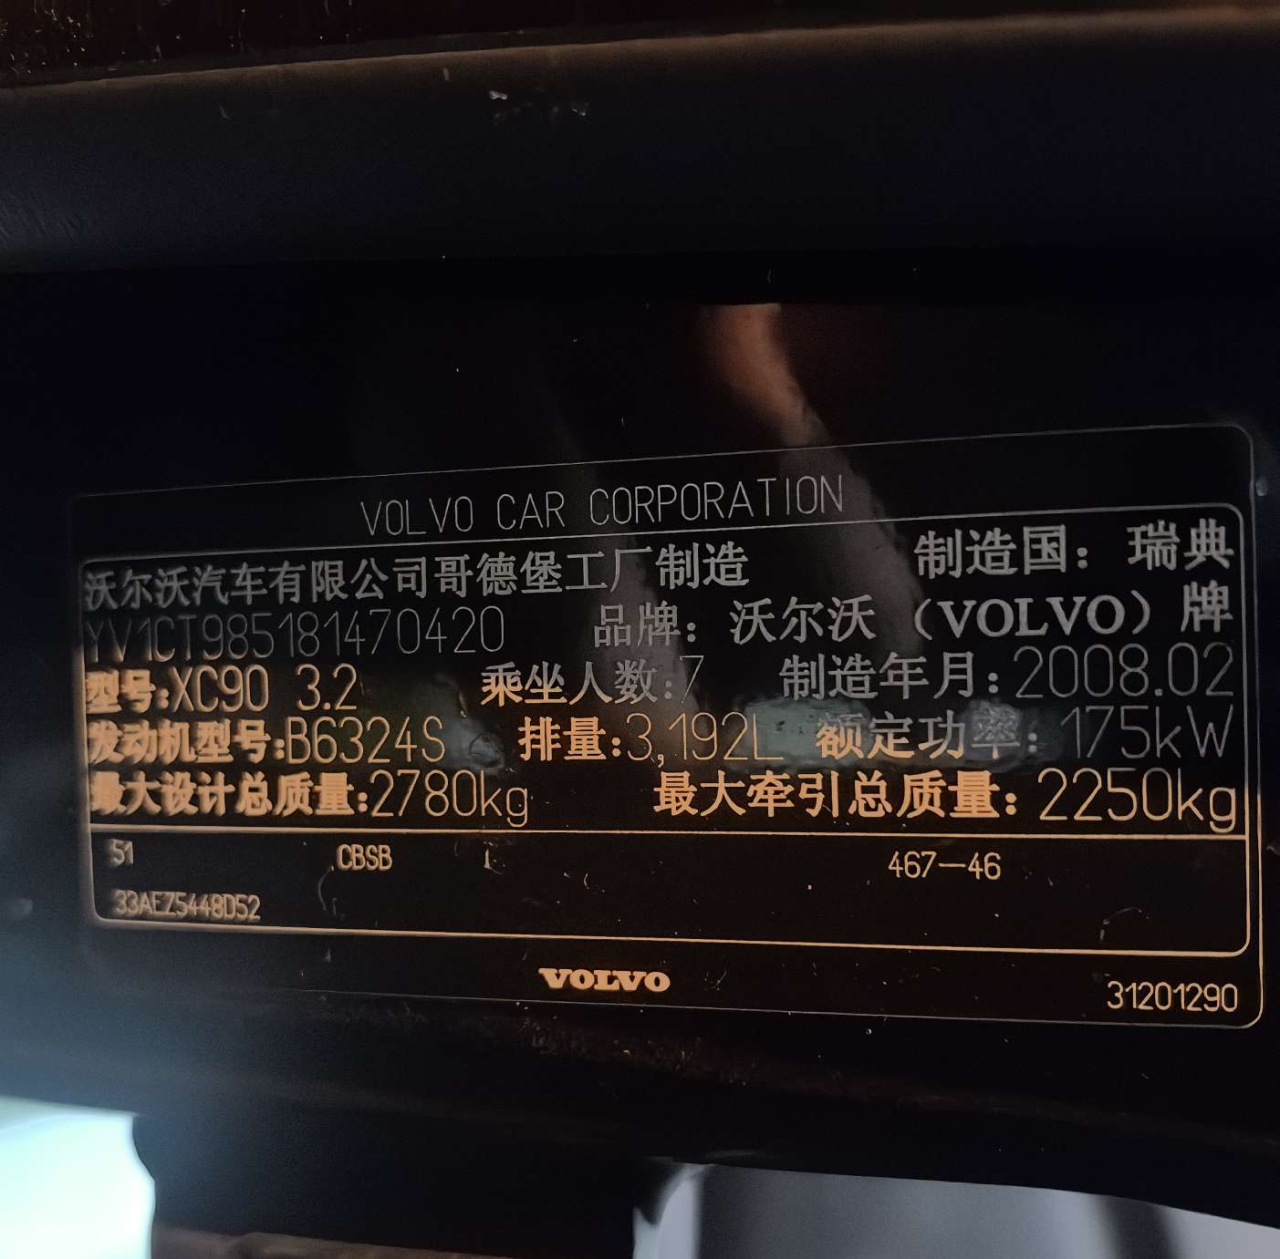 VOLVO CAR CORPORATION
沃尔沃汽车有限公司哥德堡工厂制造 制造国：瑞典
YV1CT985181470420 品牌：沃尔沃（VOLVO）牌
型号:XC90 3.2 乘坐人数:7 制造年月:2008.02
发动机型号:B6324S 排量:3,192L 额定功率:175kW
最大设计总质量:2780kg 最大牵引总质量:2250kg
51 CBSB 467-46
33AEZ5448D52
VOLVO
31201290